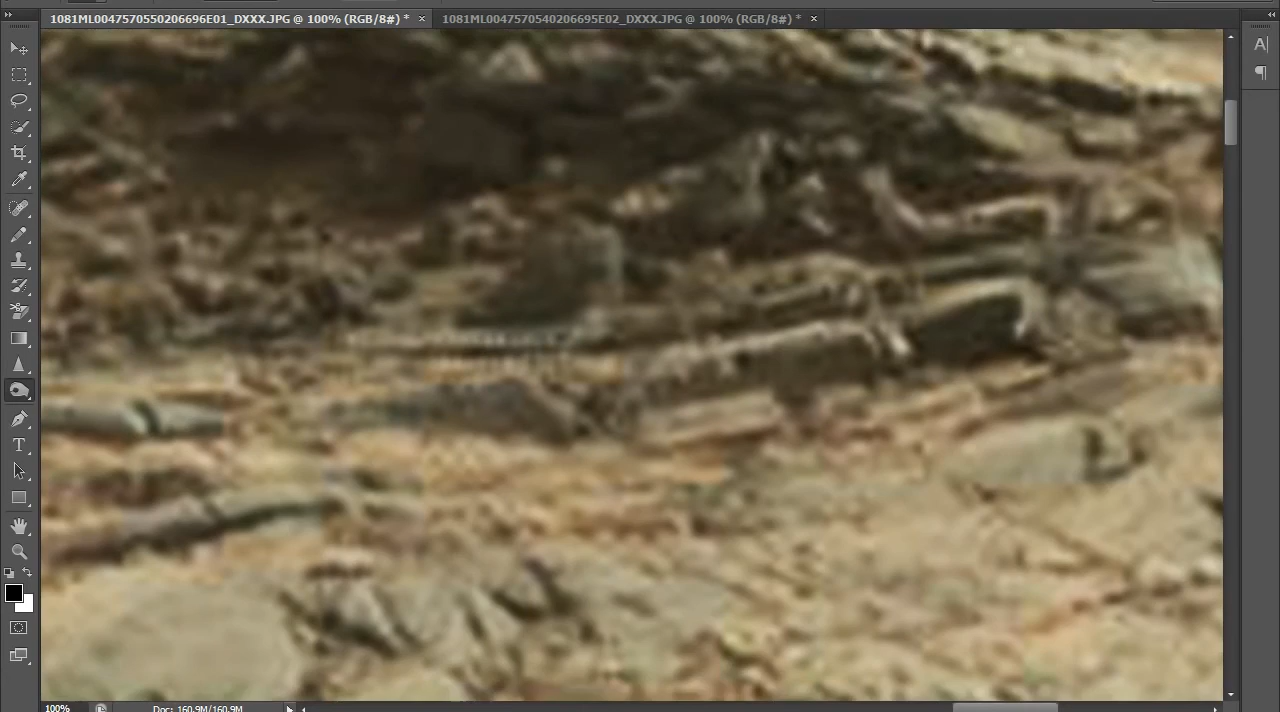 1081ML0047570550206696E01_DXXX.JPG @ 100% (RGB/8#) * × 1081ML0047570540206695E02_DXXX.JPG @ 100% (RGB/8#) * ×
A
T
100% Doc: 160.9M/160.9M